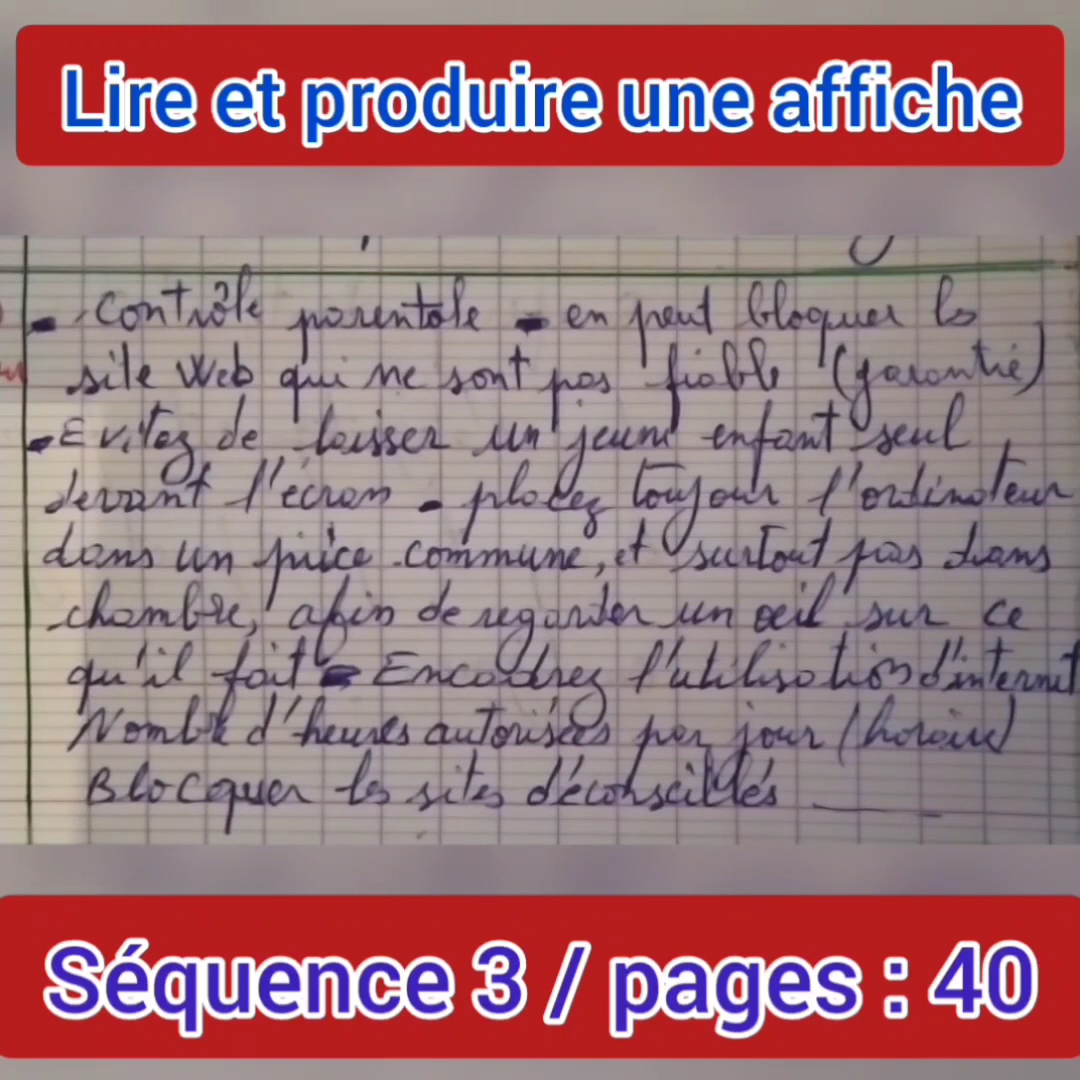 Lire et produire une affiche
- Contrôle parentale - en peut bloquer les
site Web qui ne sont pas fiable (garantie)
- Evitez de laisser un jeune enfant seul
devant l'écran - placez toujour l'ordinateur
dans un pièce commune, et surtout pas dans
chambre, afin de regarder un œil sur ce
qu'il fait - Encadrez l'utilisation d'internet
Nombre d'heures autorisées par jour (horaire)
Blocquer les sites déconseillés
Séquence 3 / pages : 40